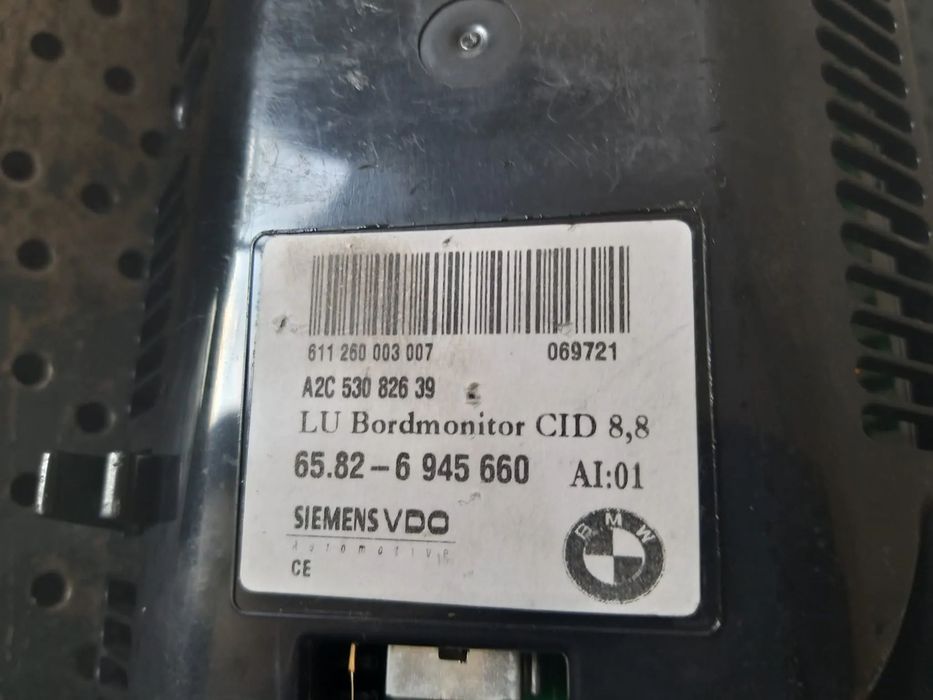 611 260 003 007 069721
A2C 530 826 39
LU Bordmonitor CID 8,8
65.82-6 945 660 AI:01
SIEMENS VDO
Automotive
CE
BMW